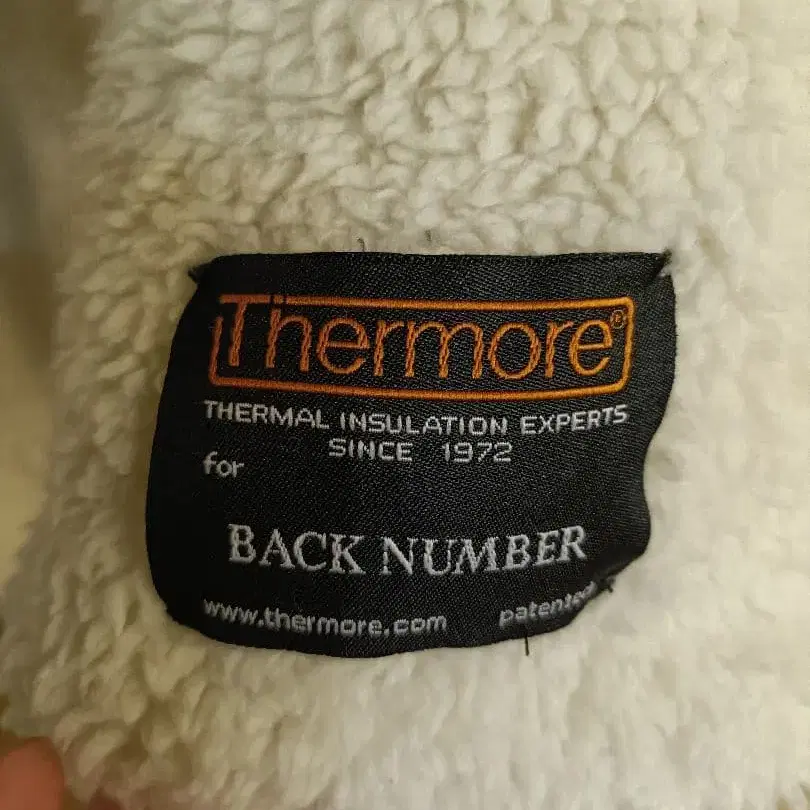 Thermore®
THERMAL INSULATION EXPERTS
SINCE 1972
for
BACK NUMBER
www.thermore.com patented